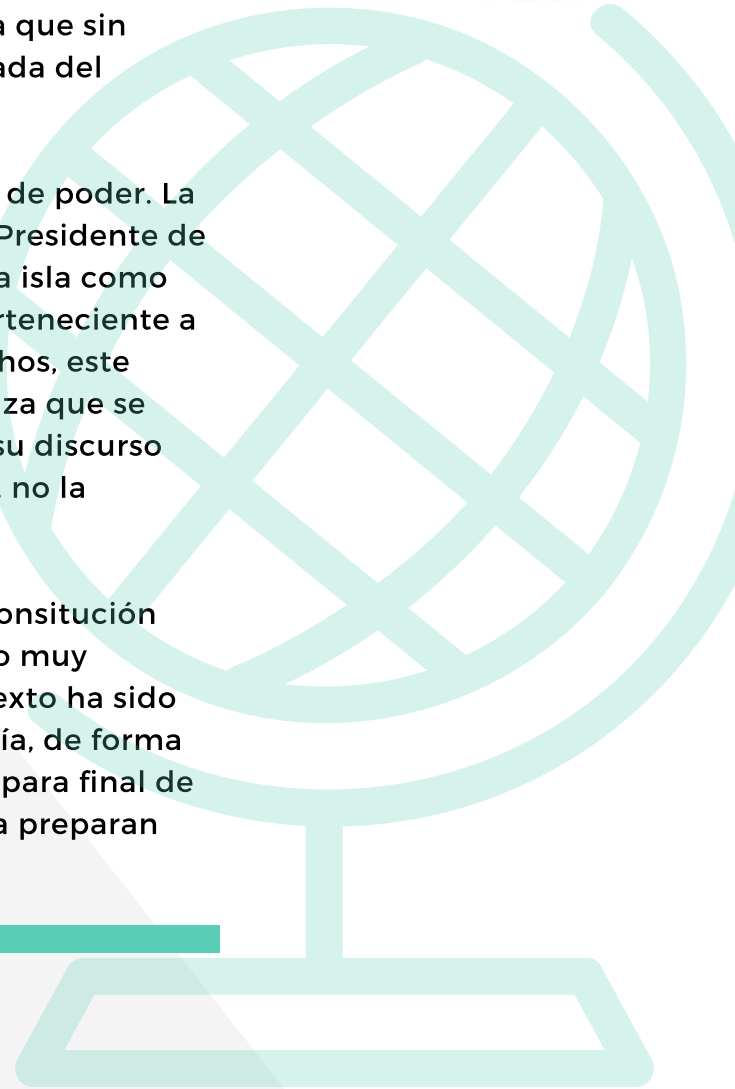 a que sin
ada del
de poder. La
Presidente de
a isla como
rteneciente a
hos, este
za que se
su discurso
no la
onsitución
o muy
exto ha sido
ía, de forma
para final de
a preparan